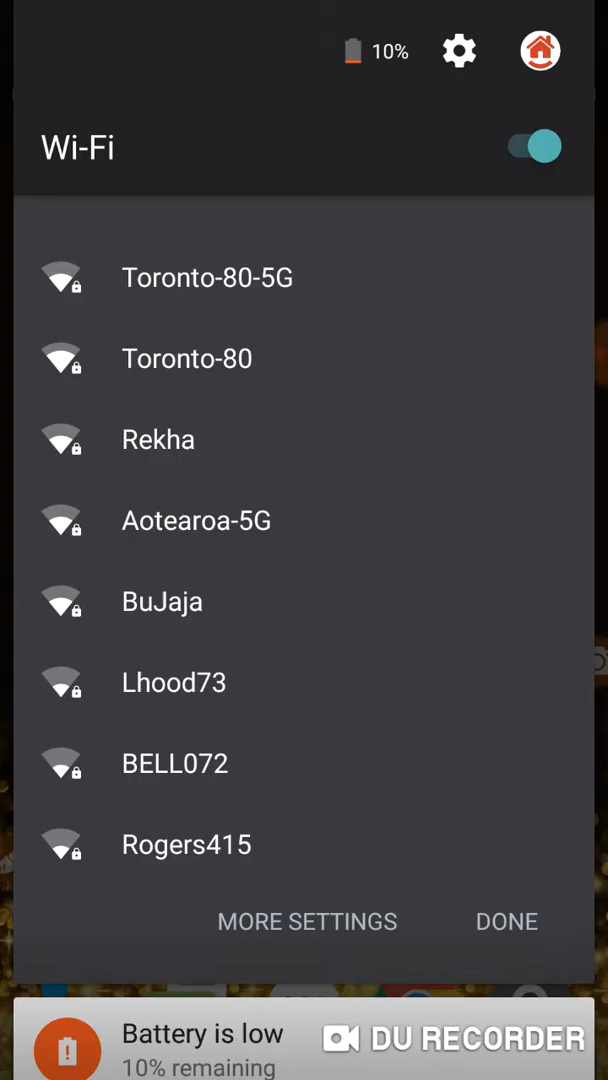 10%
Wi-Fi
Toronto-80-5G
Toronto-80
Rekha
Aotearoa-5G
BuJaja
Lhood73
BELL072
Rogers415
MORE SETTINGS DONE
Battery is low
DU RECORDER
10% remaining